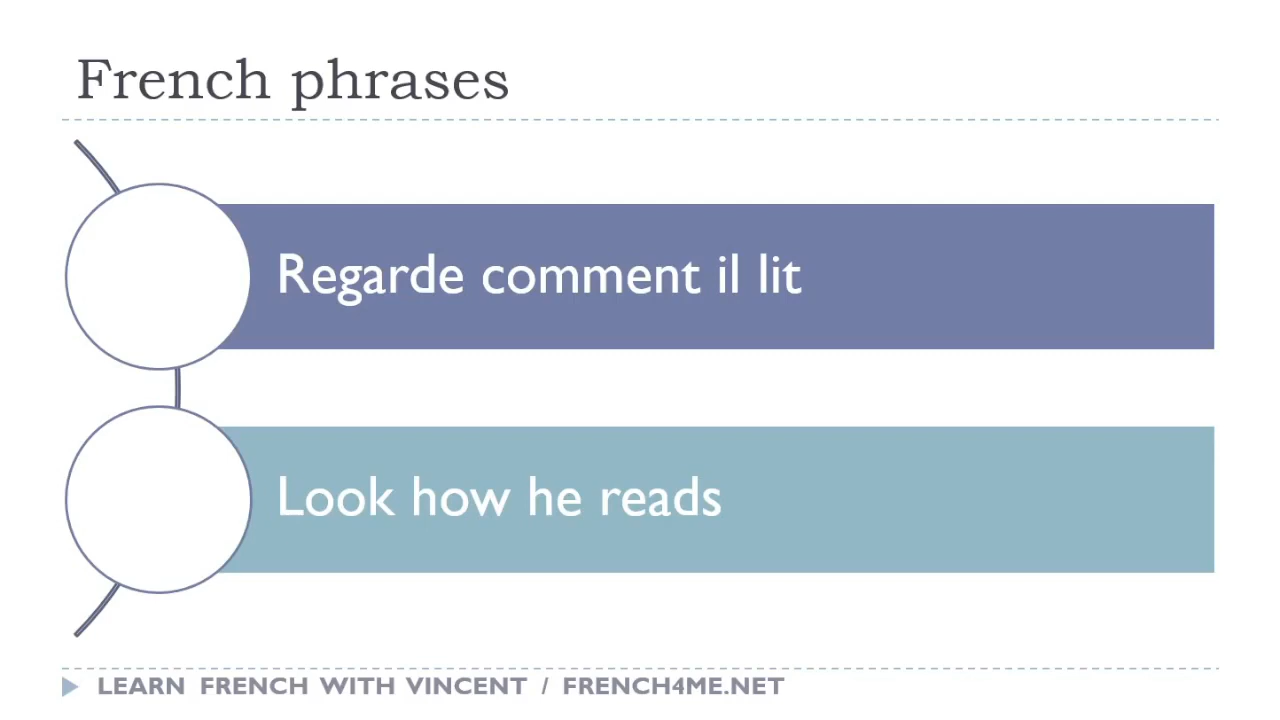 French phrases
Regarde comment il lit
Look how he reads
LEARN FRENCH WITH VINCENT / FRENCH4ME.NET